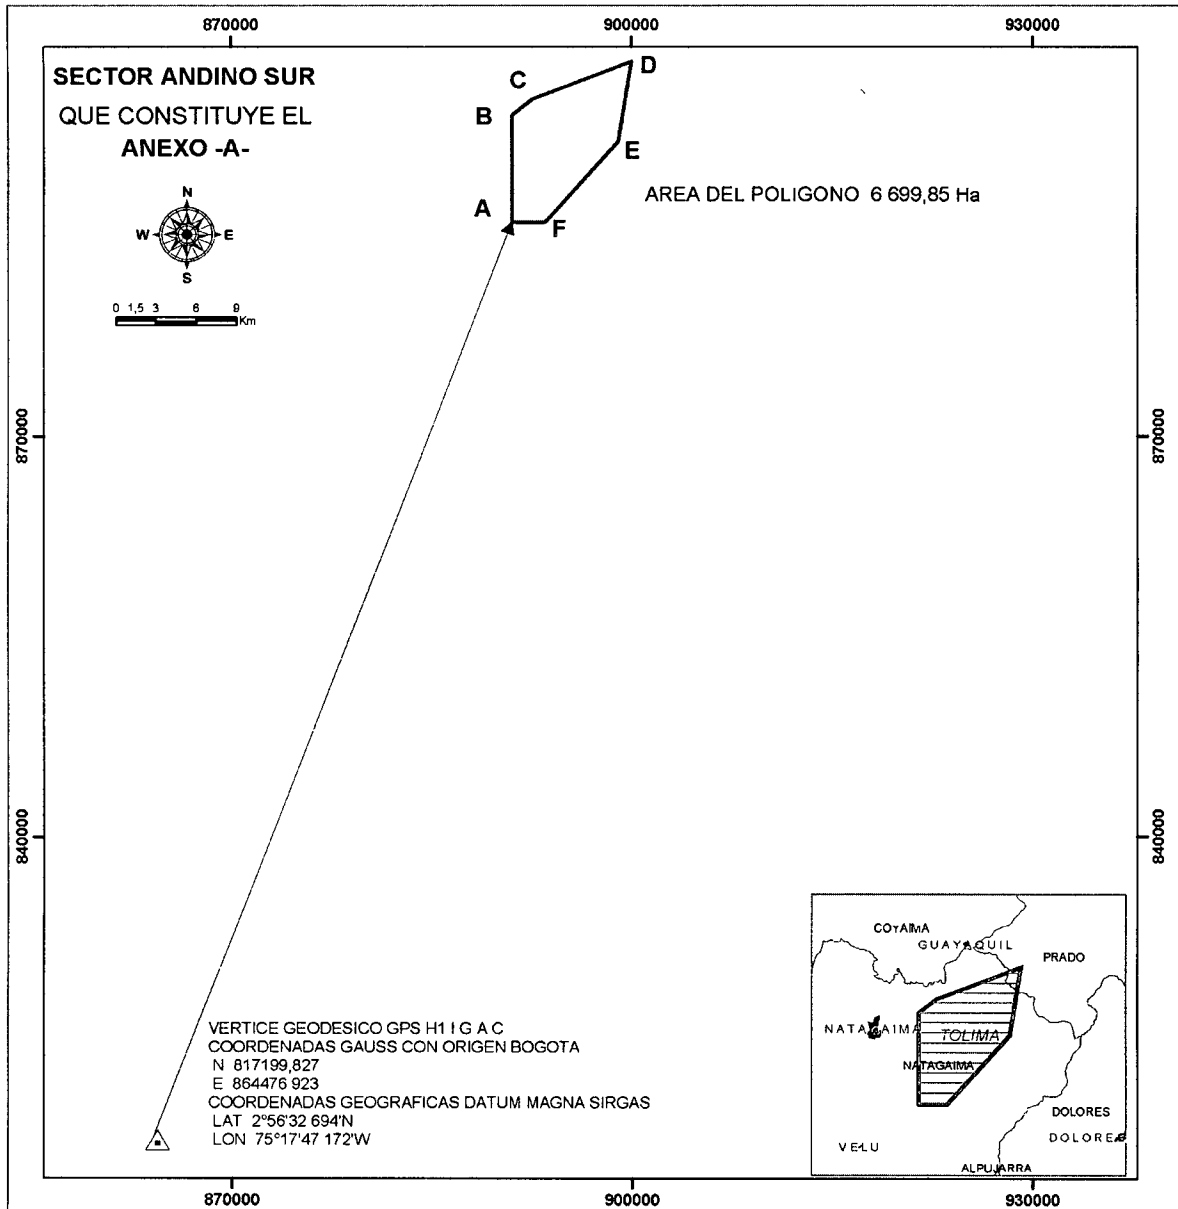 870000
900000
930000
SECTOR ANDINO SUR
QUE CONSTITUYE EL
ANEXO -A-
C
D
B
E
A
F
AREA DEL POLIGONO 6 699,85 Ha
N
W
E
S
0 1,5 3 6 9
Km
870000
870000
840000
840000
VERTICE GEODESICO GPS H1 I G A C
COORDENADAS GAUSS CON ORIGEN BOGOTA
N 817199,827
E 864476 923
COORDENADAS GEOGRAFICAS DATUM MAGNA SIRGAS
LAT 2°56'32 694'N
LON 75°17'47 172'W
COYAIMA
GUAYAQUIL
PRADO
NATAGAIMA
TOLIMA
NATAGAIMA
DOLORES
DOLORES
VELU
ALPUJARRA
870000
900000
930000